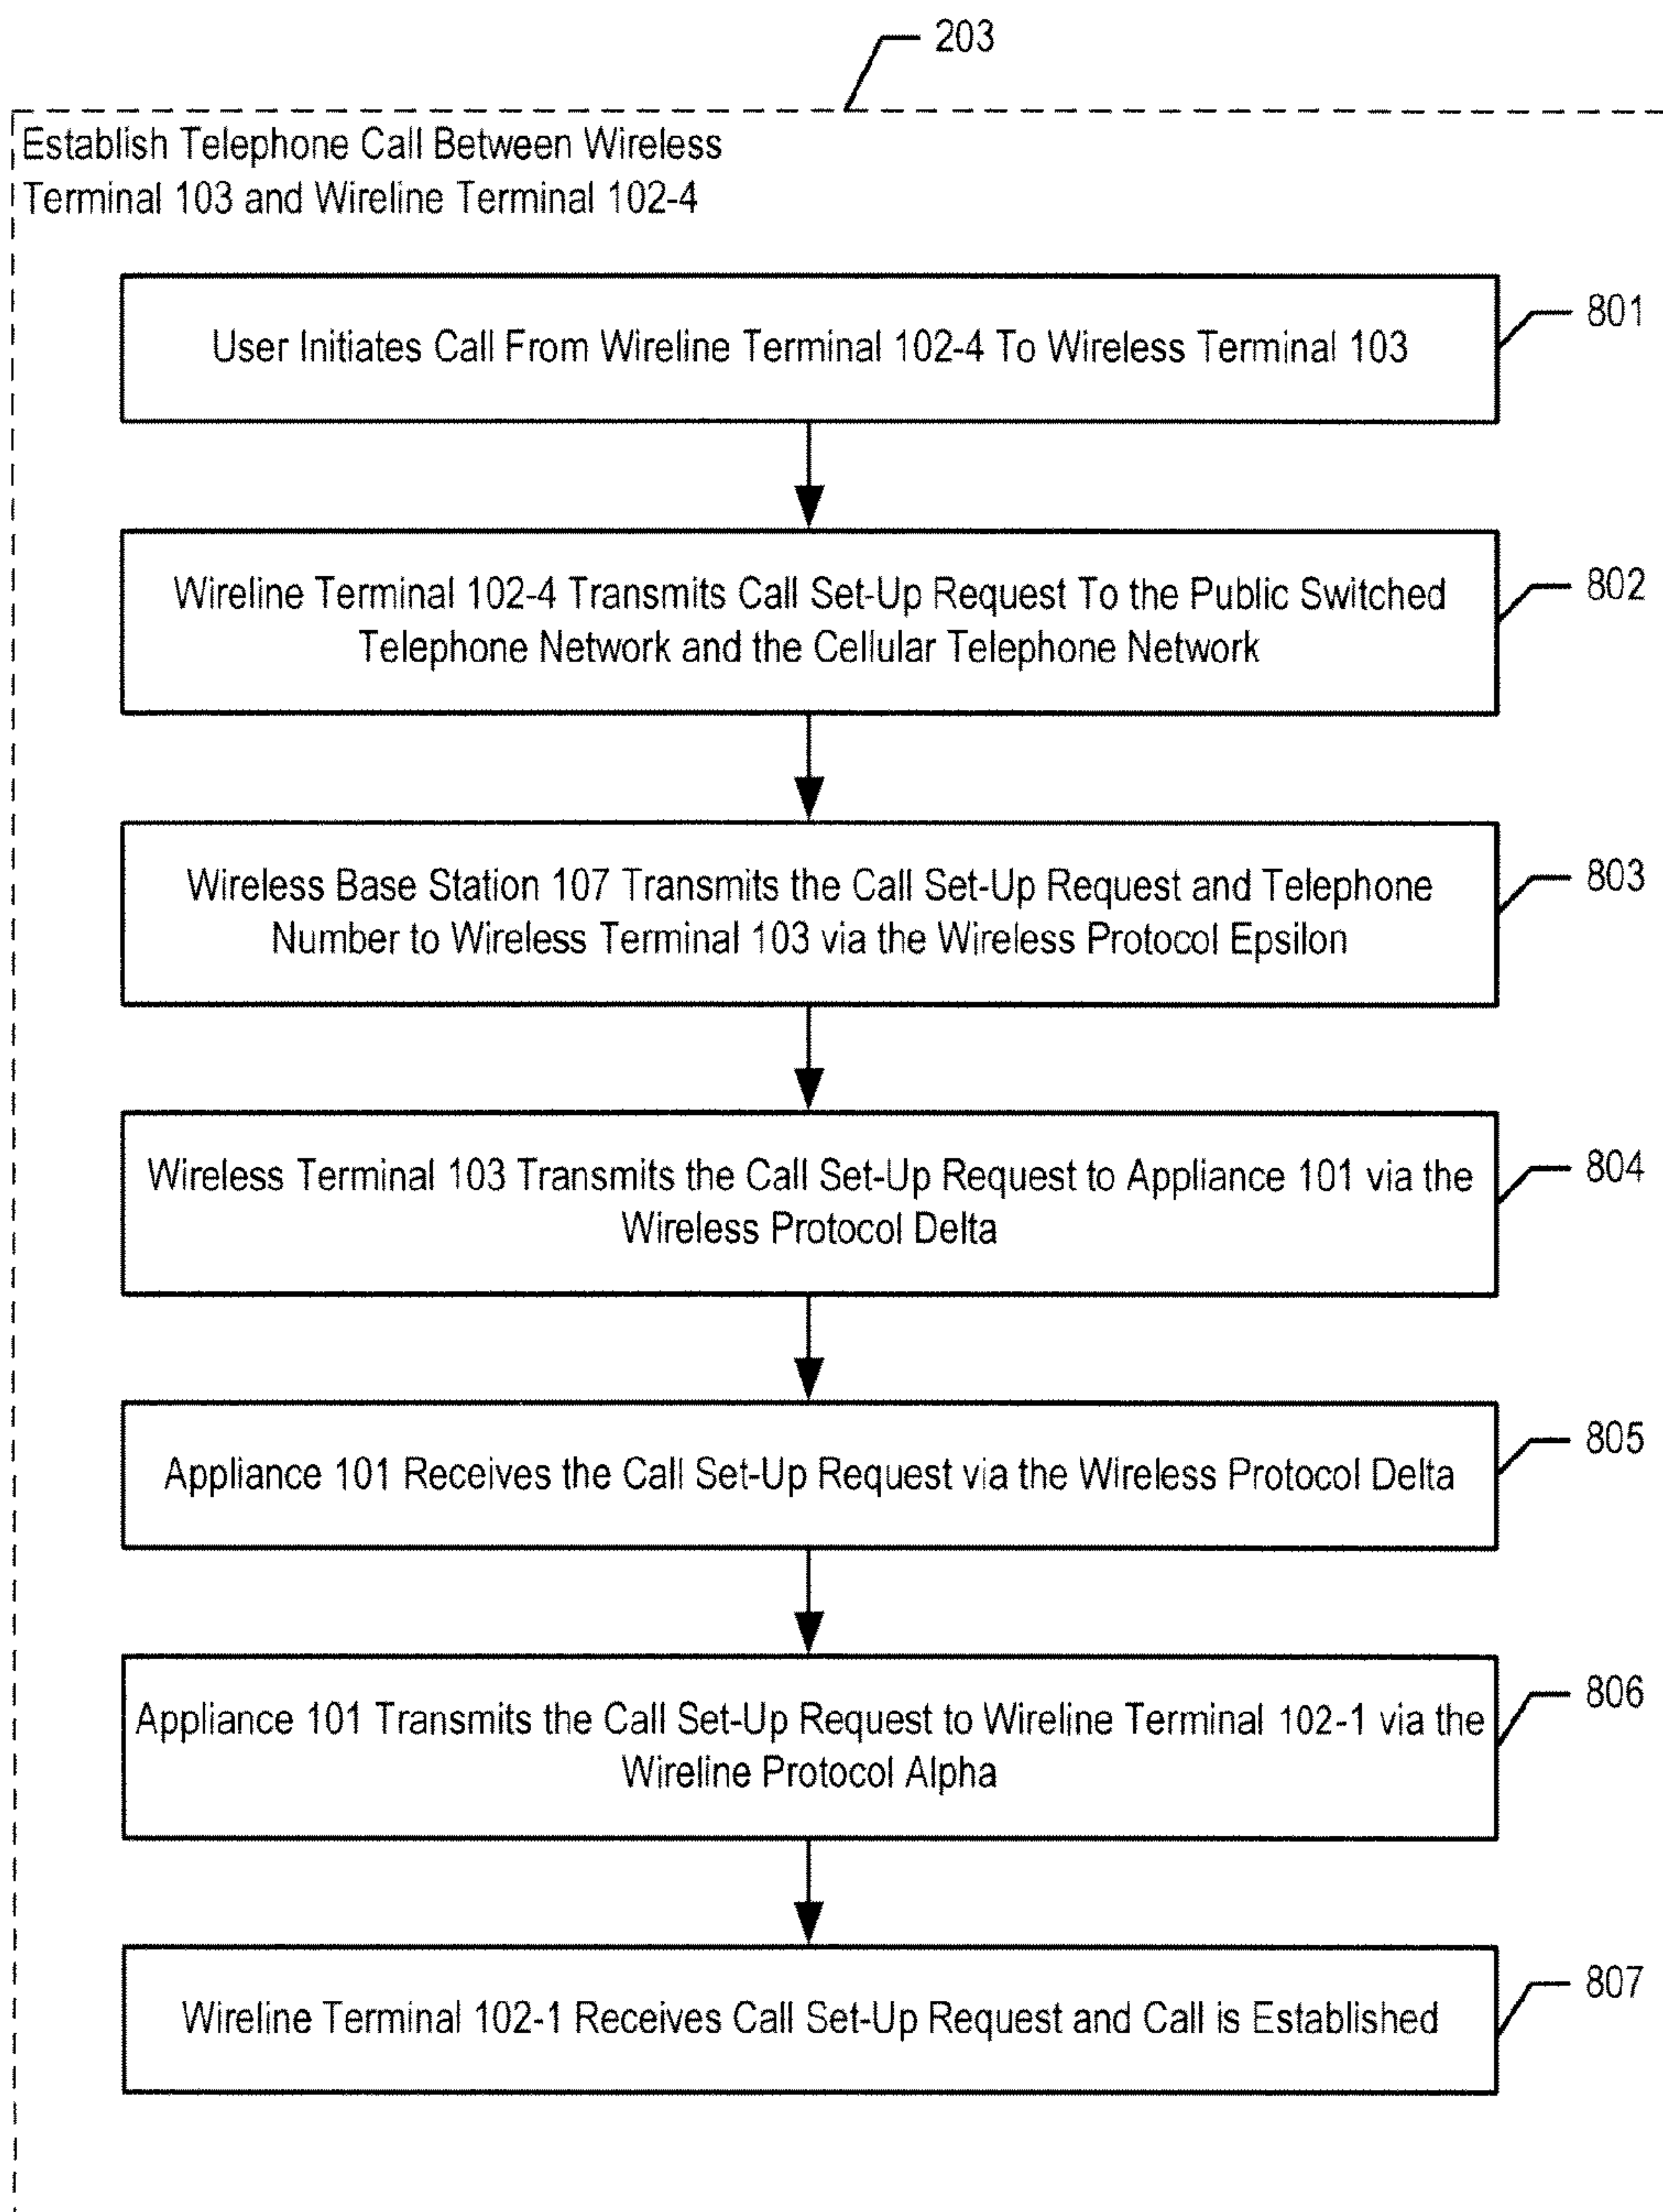 203
Establish Telephone Call Between Wireless
Terminal 103 and Wireline Terminal 102-4
User Initiates Call From Wireline Terminal 102-4 To Wireless Terminal 103
801
Wireline Terminal 102-4 Transmits Call Set-Up Request To the Public Switched
Telephone Network and the Cellular Telephone Network
802
Wireless Base Station 107 Transmits the Call Set-Up Request and Telephone
Number to Wireless Terminal 103 via the Wireless Protocol Epsilon
803
Wireless Terminal 103 Transmits the Call Set-Up Request to Appliance 101 via the
Wireless Protocol Delta
804
Appliance 101 Receives the Call Set-Up Request via the Wireless Protocol Delta
805
Appliance 101 Transmits the Call Set-Up Request to Wireline Terminal 102-1 via the
Wireline Protocol Alpha
806
Wireline Terminal 102-1 Receives Call Set-Up Request and Call is Established
807